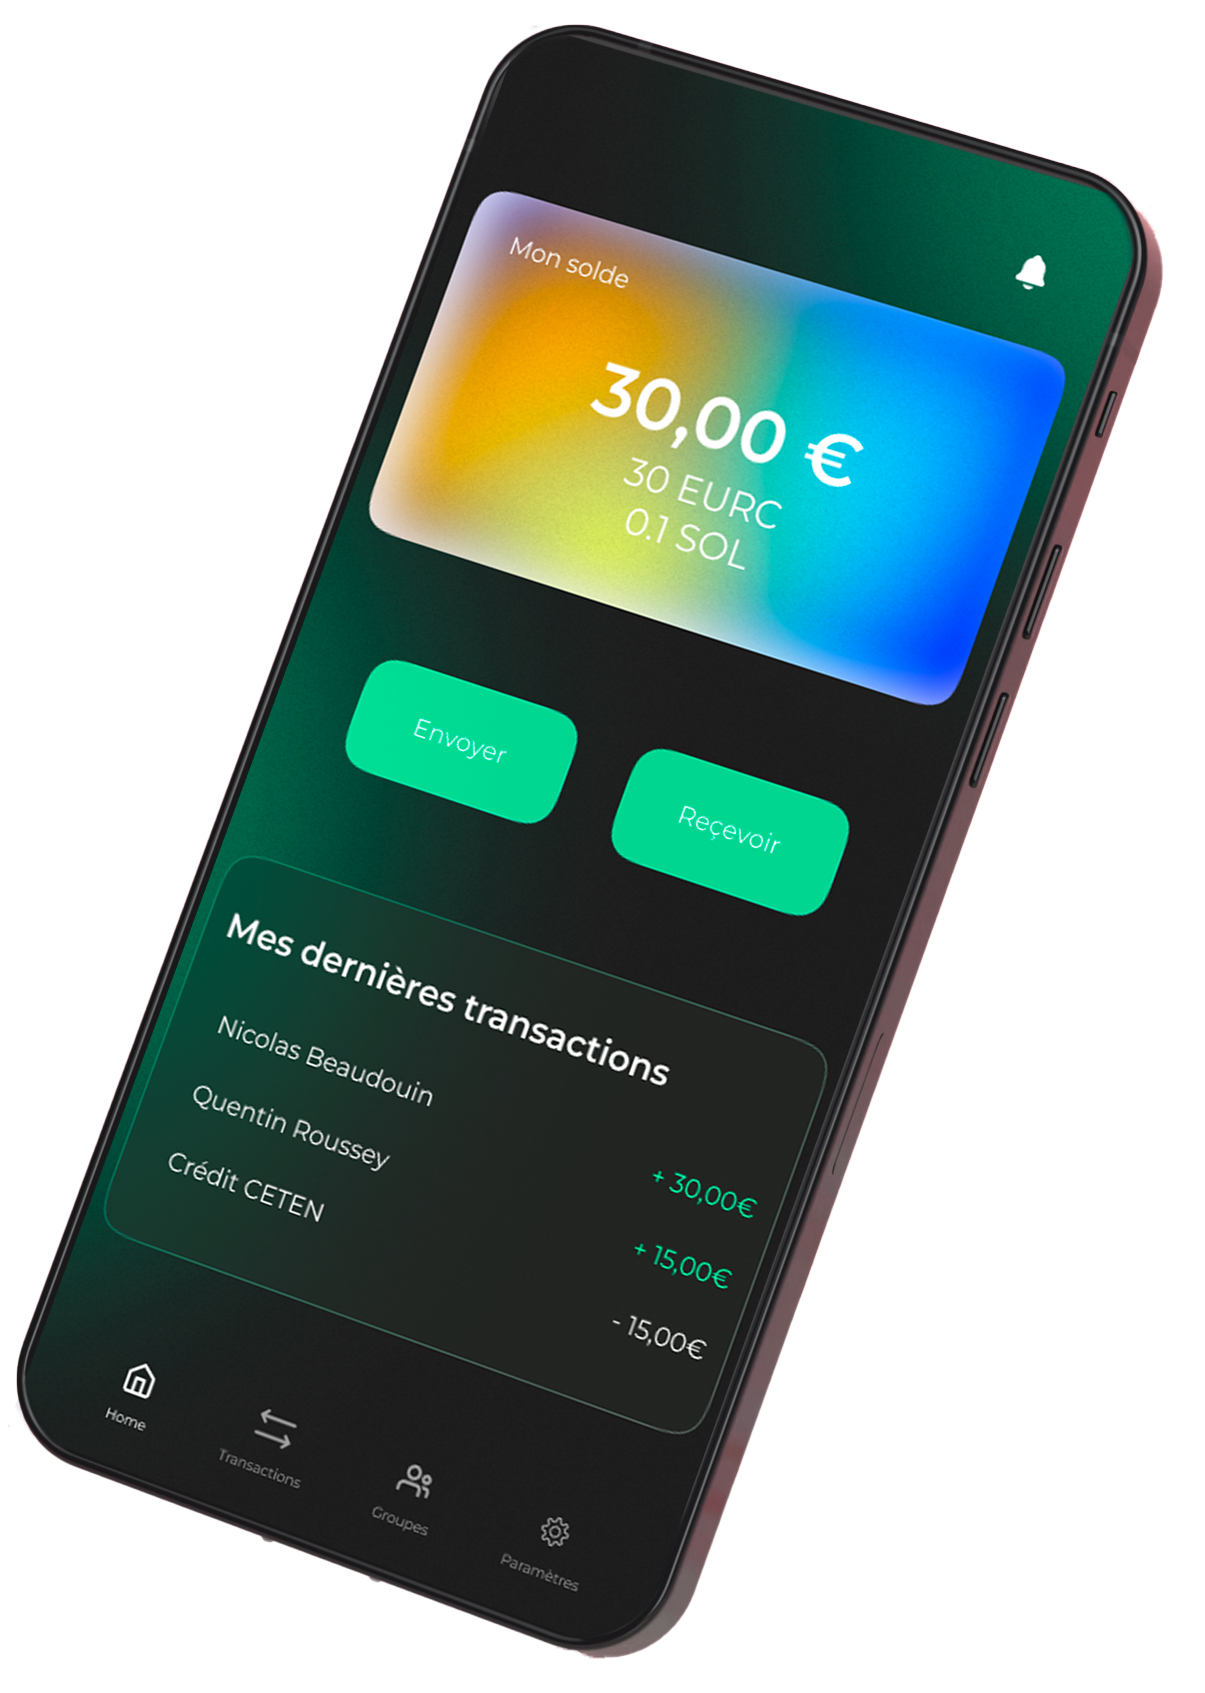 Mon solde
30,00 €
30 EURC
0.1 SOL
Envoyer
Reçevoir
Mes dernières transactions
Nicolas Beaudouin
+ 30,00€
Quentin Roussey
+ 15,00€
Crédit CETEN
- 15,00€
Home
Transactions
Groupes
Paramètres